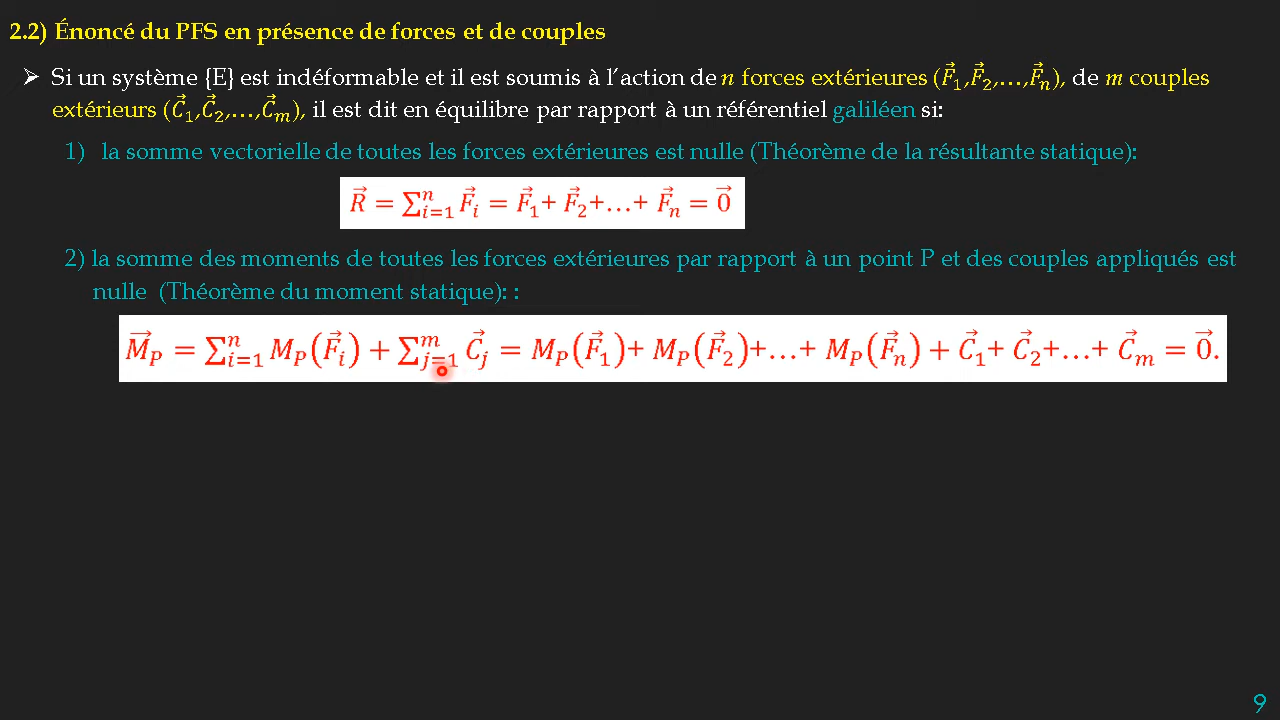 2.2) Énoncé du PFS en présence de forces et de couples
➢ Si un système {E} est indéformable et il est soumis à l’action de n forces extérieures (F⃗₁,F⃗₂,…,F⃗ₙ), de m couples
extérieurs (C⃗₁,C⃗₂,…,C⃗ₘ), il est dit en équilibre par rapport à un référentiel galiléen si:
1) la somme vectorielle de toutes les forces extérieures est nulle (Théorème de la résultante statique):
R⃗ = ∑ⁿᵢ₌₁ F⃗ᵢ = F⃗₁+ F⃗₂+…+ F⃗ₙ = 0⃗
2) la somme des moments de toutes les forces extérieures par rapport à un point P et des couples appliqués est
nulle (Théorème du moment statique): :
M⃗_P = ∑ⁿᵢ₌₁ M_P(F⃗ᵢ) + ∑ᵐⱼ₌₁ C⃗ⱼ = M_P(F⃗₁)+ M_P(F⃗₂)+…+ M_P(F⃗ₙ) + C⃗₁+ C⃗₂+…+ C⃗ₘ = 0⃗.
9